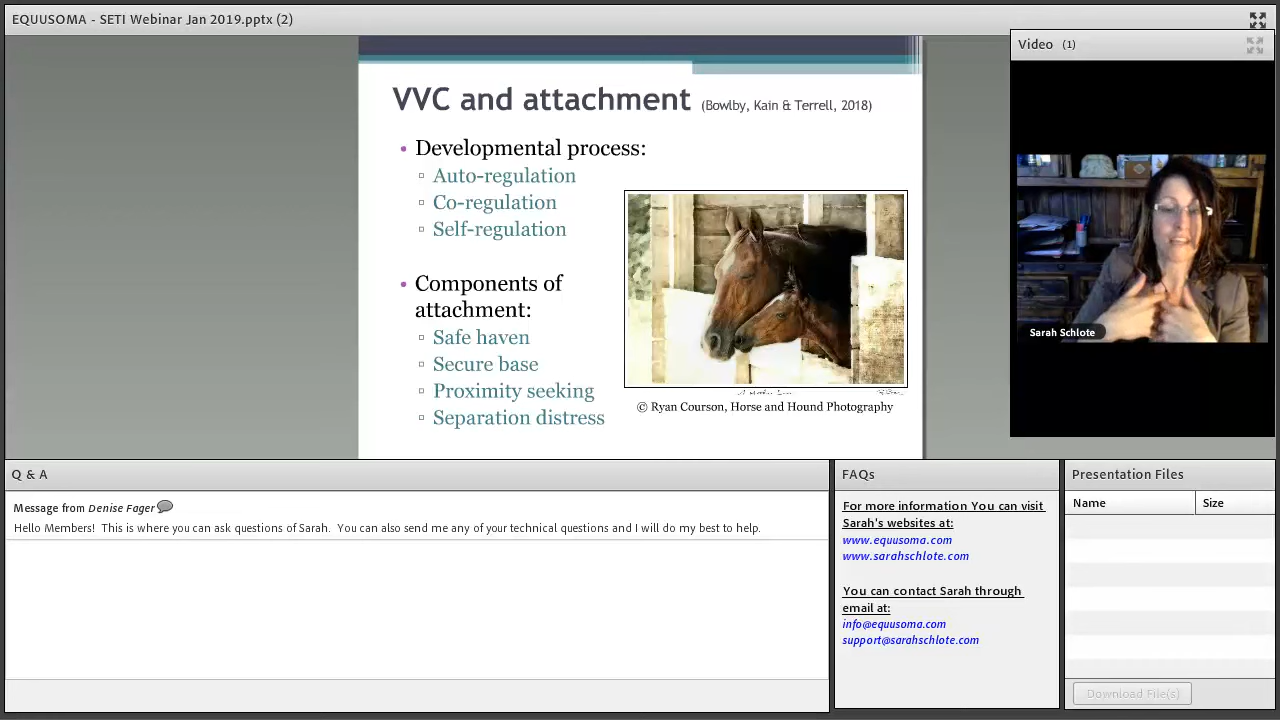 EQUUSOMA - SETI Webinar Jan 2019.pptx (2)
Video (1)
VVC and attachment (Bowlby, Kain & Terrell, 2018)
• Developmental process:
▫ Auto-regulation
▫ Co-regulation
▫ Self-regulation
• Components of
attachment:
▫ Safe haven
▫ Secure base
▫ Proximity seeking
▫ Separation distress
© Ryan Courson, Horse and Hound Photography
Sarah Schlote
Q & A
Message from Denise Fager
Hello Members! This is where you can ask questions of Sarah. You can also send me any of your technical questions and I will do my best to help.
FAQs
For more information You can visit
Sarah's websites at:
www.equusoma.com
www.sarahschlote.com
You can contact Sarah through
email at:
info@equusoma.com
support@sarahschlote.com
Presentation Files
Name Size
Download File(s)